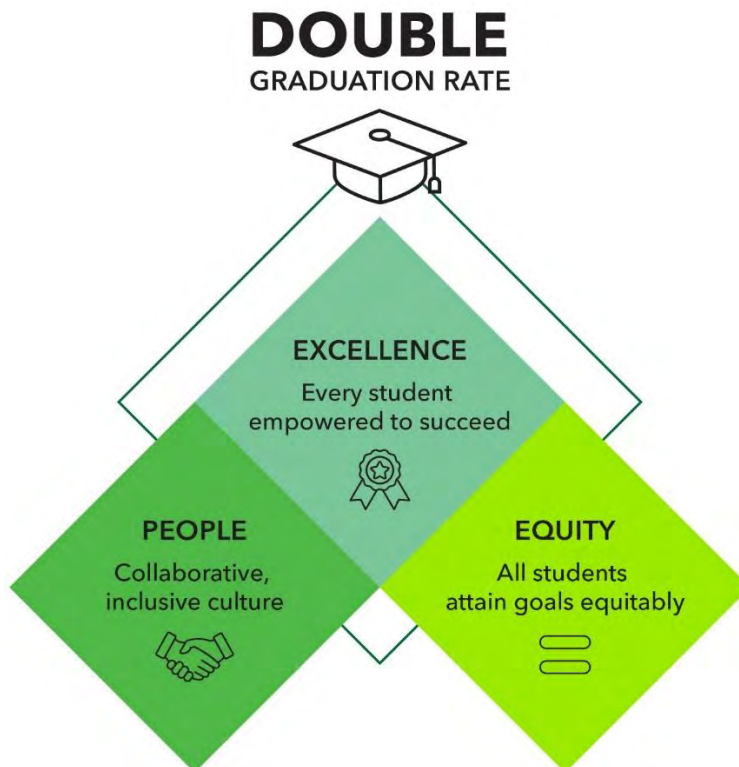 DOUBLE
GRADUATION RATE
EXCELLENCE
Every student
empowered to succeed
PEOPLE
Collaborative,
inclusive culture
EQUITY
All students
attain goals equitably